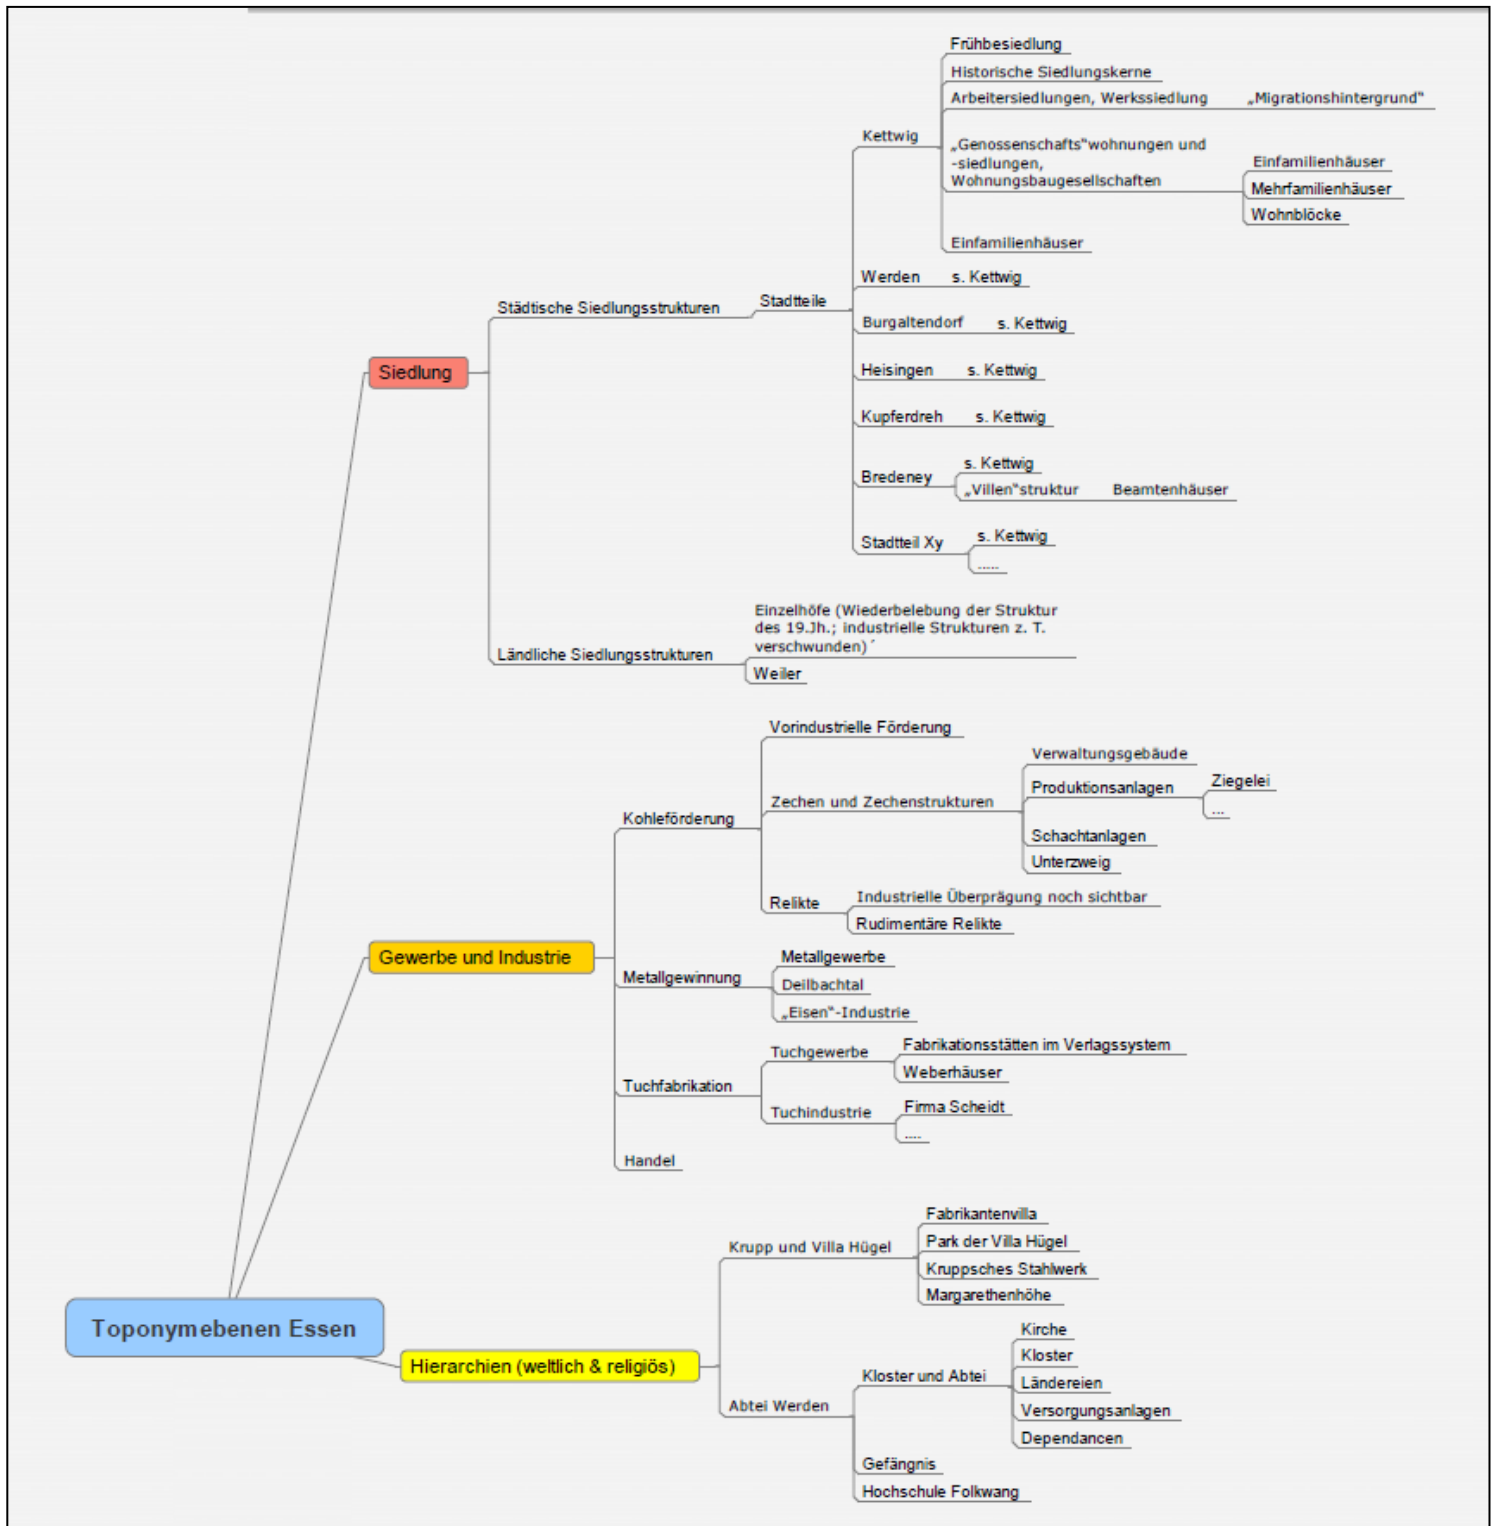 Frühbesiedlung
Historische Siedlungskerne
Arbeitersiedlungen, Werkssiedlung „Migrationshintergrund“
Kettwig
„Genossenschafts“wohnungen und
-siedlungen,
Wohnungsbaugesellschaften
Einfamilienhäuser
Mehrfamilienhäuser
Wohnblöcke
Einfamilienhäuser
Werden s. Kettwig
Städtische Siedlungsstrukturen
Stadtteile
Burgaltendorf s. Kettwig
Siedlung
Heisingen s. Kettwig
Kupferdreh s. Kettwig
Bredeney
s. Kettwig
„Villen“struktur Beamtenhäuser
Stadtteil Xy
s. Kettwig
.....
Ländliche Siedlungsstrukturen
Einzelhöfe (Wiederbelebung der Struktur
des 19.Jh.; industrielle Strukturen z. T.
verschwunden) ´
Weiler
Gewerbe und Industrie
Kohleförderung
Vorindustrielle Förderung
Zechen und Zechenstrukturen
Verwaltungsgebäude
Produktionsanlagen
Ziegelei
...
Schachtanlagen
Unterzweig
Relikte
Industrielle Überprägung noch sichtbar
Rudimentäre Relikte
Metallgewinnung
Metallgewerbe
Deilbachtal
„Eisen“-Industrie
Tuchfabrikation
Tuchgewerbe
Fabrikationsstätten im Verlagssystem
Weberhäuser
Tuchindustrie
Firma Scheidt
....
Handel
Toponymebenen Essen
Hierarchien (weltlich & religiös)
Krupp und Villa Hügel
Fabrikantenvilla
Park der Villa Hügel
Kruppsches Stahlwerk
Margarethenhöhe
Abtei Werden
Kloster und Abtei
Kirche
Kloster
Ländereien
Versorgungsanlagen
Dependancen
Gefängnis
Hochschule Folkwang